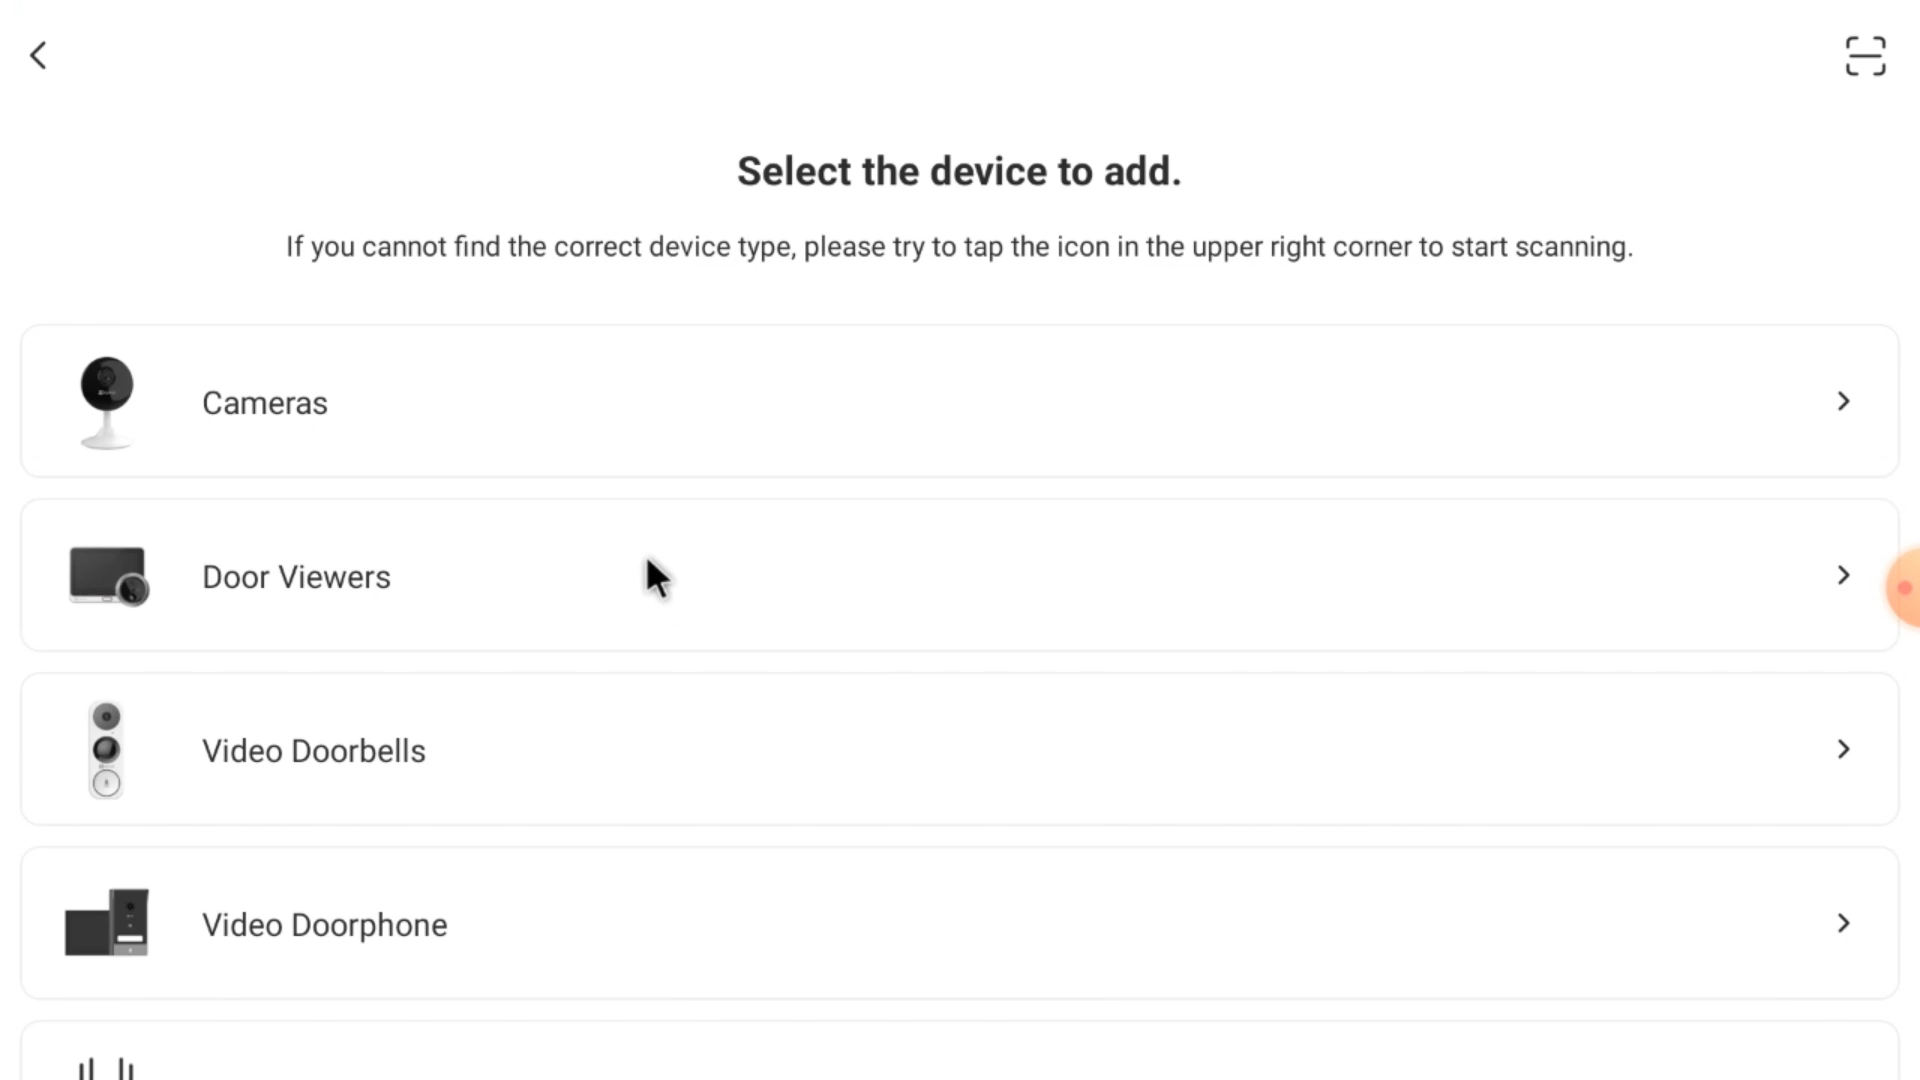 Select the device to add.
If you cannot find the correct device type, please try to tap the icon in the upper right corner to start scanning.
Cameras
Door Viewers
Video Doorbells
Video Doorphone